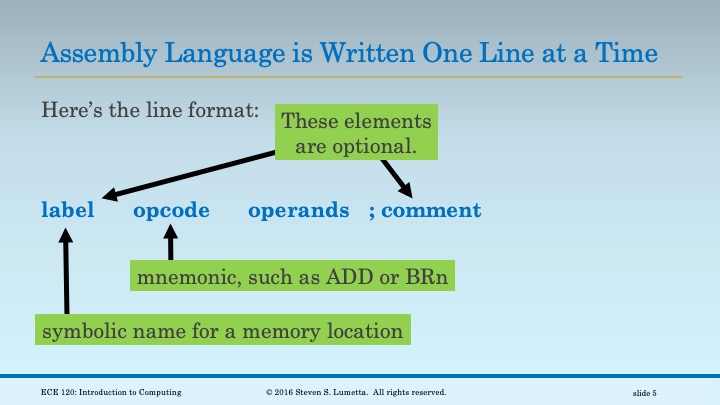 Assembly Language is Written One Line at a Time
Here's the line format:
These elements
are optional.
label opcode operands ; comment
mnemonic, such as ADD or BRn
symbolic name for a memory location
ECE 120: Introduction to Computing © 2016 Steven S. Lumetta. All rights reserved. slide 5